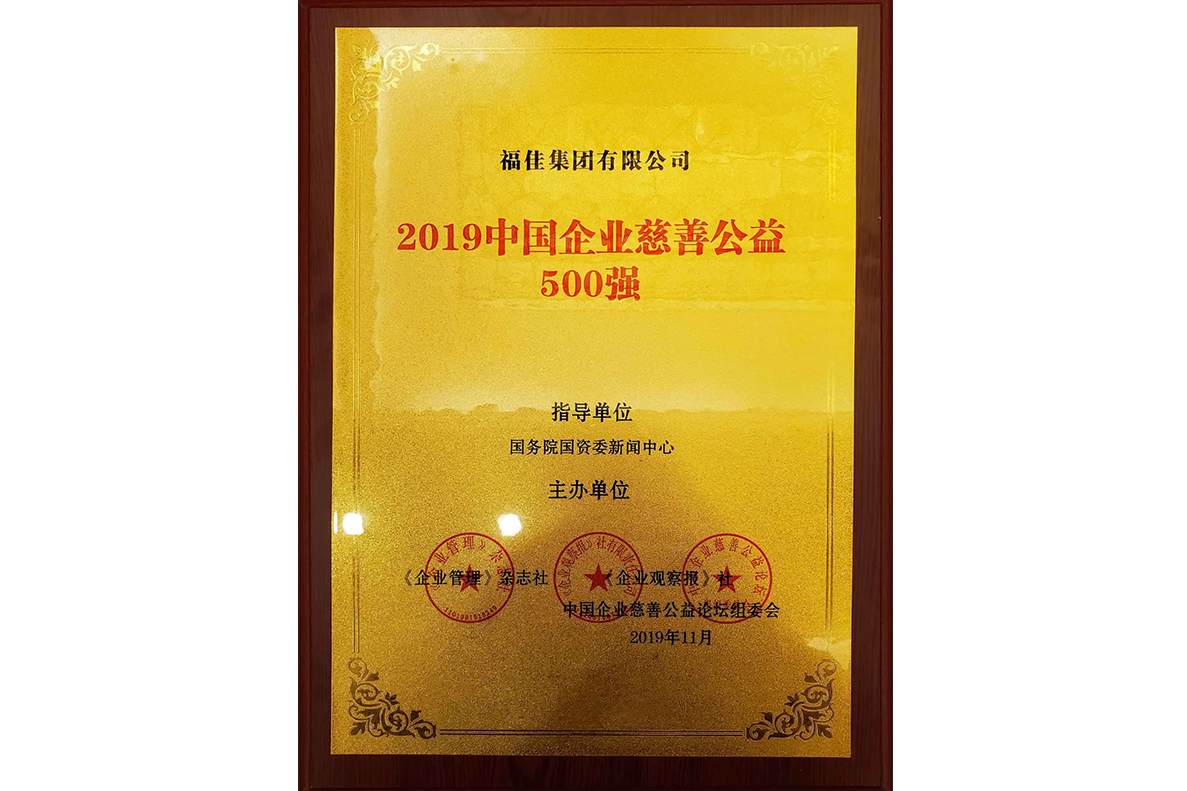 福佳集团有限公司
2019中国企业慈善公益
500强
指导单位
国务院国资委新闻中心
主办单位
《企业管理》杂志社 《企业观察报》社
中国企业慈善公益论坛组委会
2019年11月